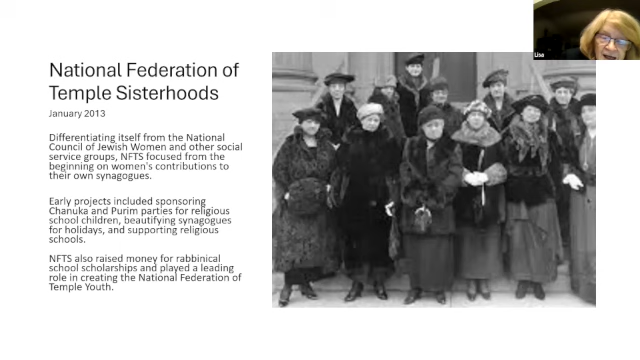 Lisa
National Federation of
Temple Sisterhoods
January 2013
Differentiating itself from the National
Council of Jewish Women and other social
service groups, NFTS focused from the
beginning on women's contributions to
their own synagogues.
Early projects included sponsoring
Chanuka and Purim parties for religious
school children, beautifying synagogues
for holidays, and supporting religious
schools.
NFTS also raised money for rabbinical
school scholarships and played a leading
role in creating the National Federation of
Temple Youth.